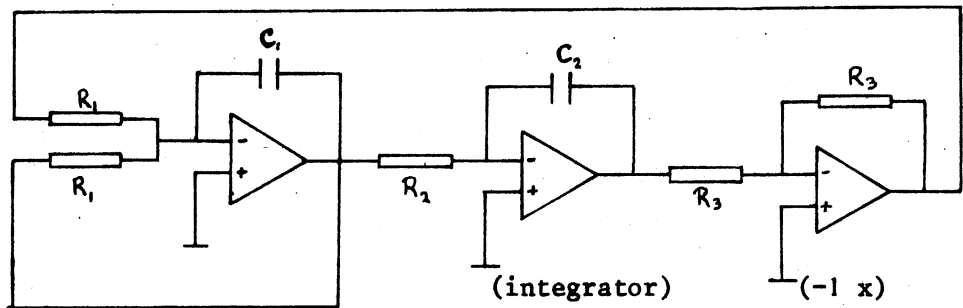 C₁
C₂
R₃
R₁
R₁
R₂
R₃
-
+
-
+
-
+
(integrator)
(-1 x)